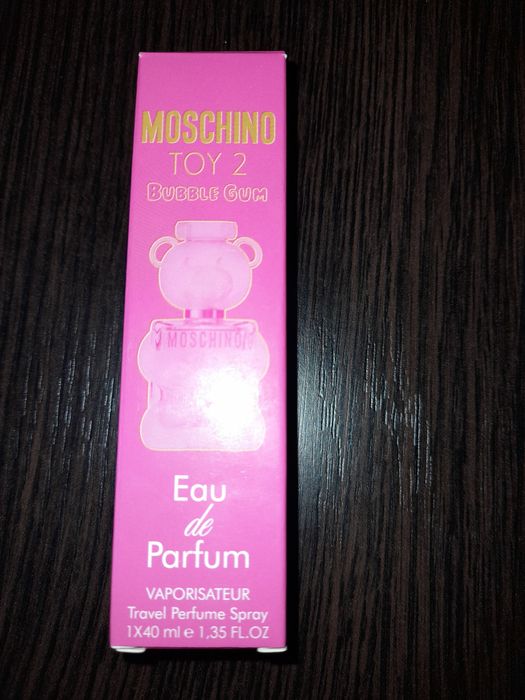 MOSCHINO
TOY 2
BUBBLE GUM
MOSCHINO
Eau
de
Parfum
VAPORISATEUR
Travel Perfume Spray
1X40 ml e 1,35 FL.OZ